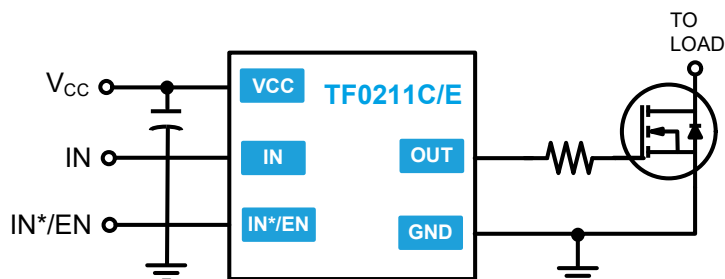 TO
LOAD
VCC
VCC
TF0211C/E
IN
IN
OUT
IN*/EN
IN*/EN
GND